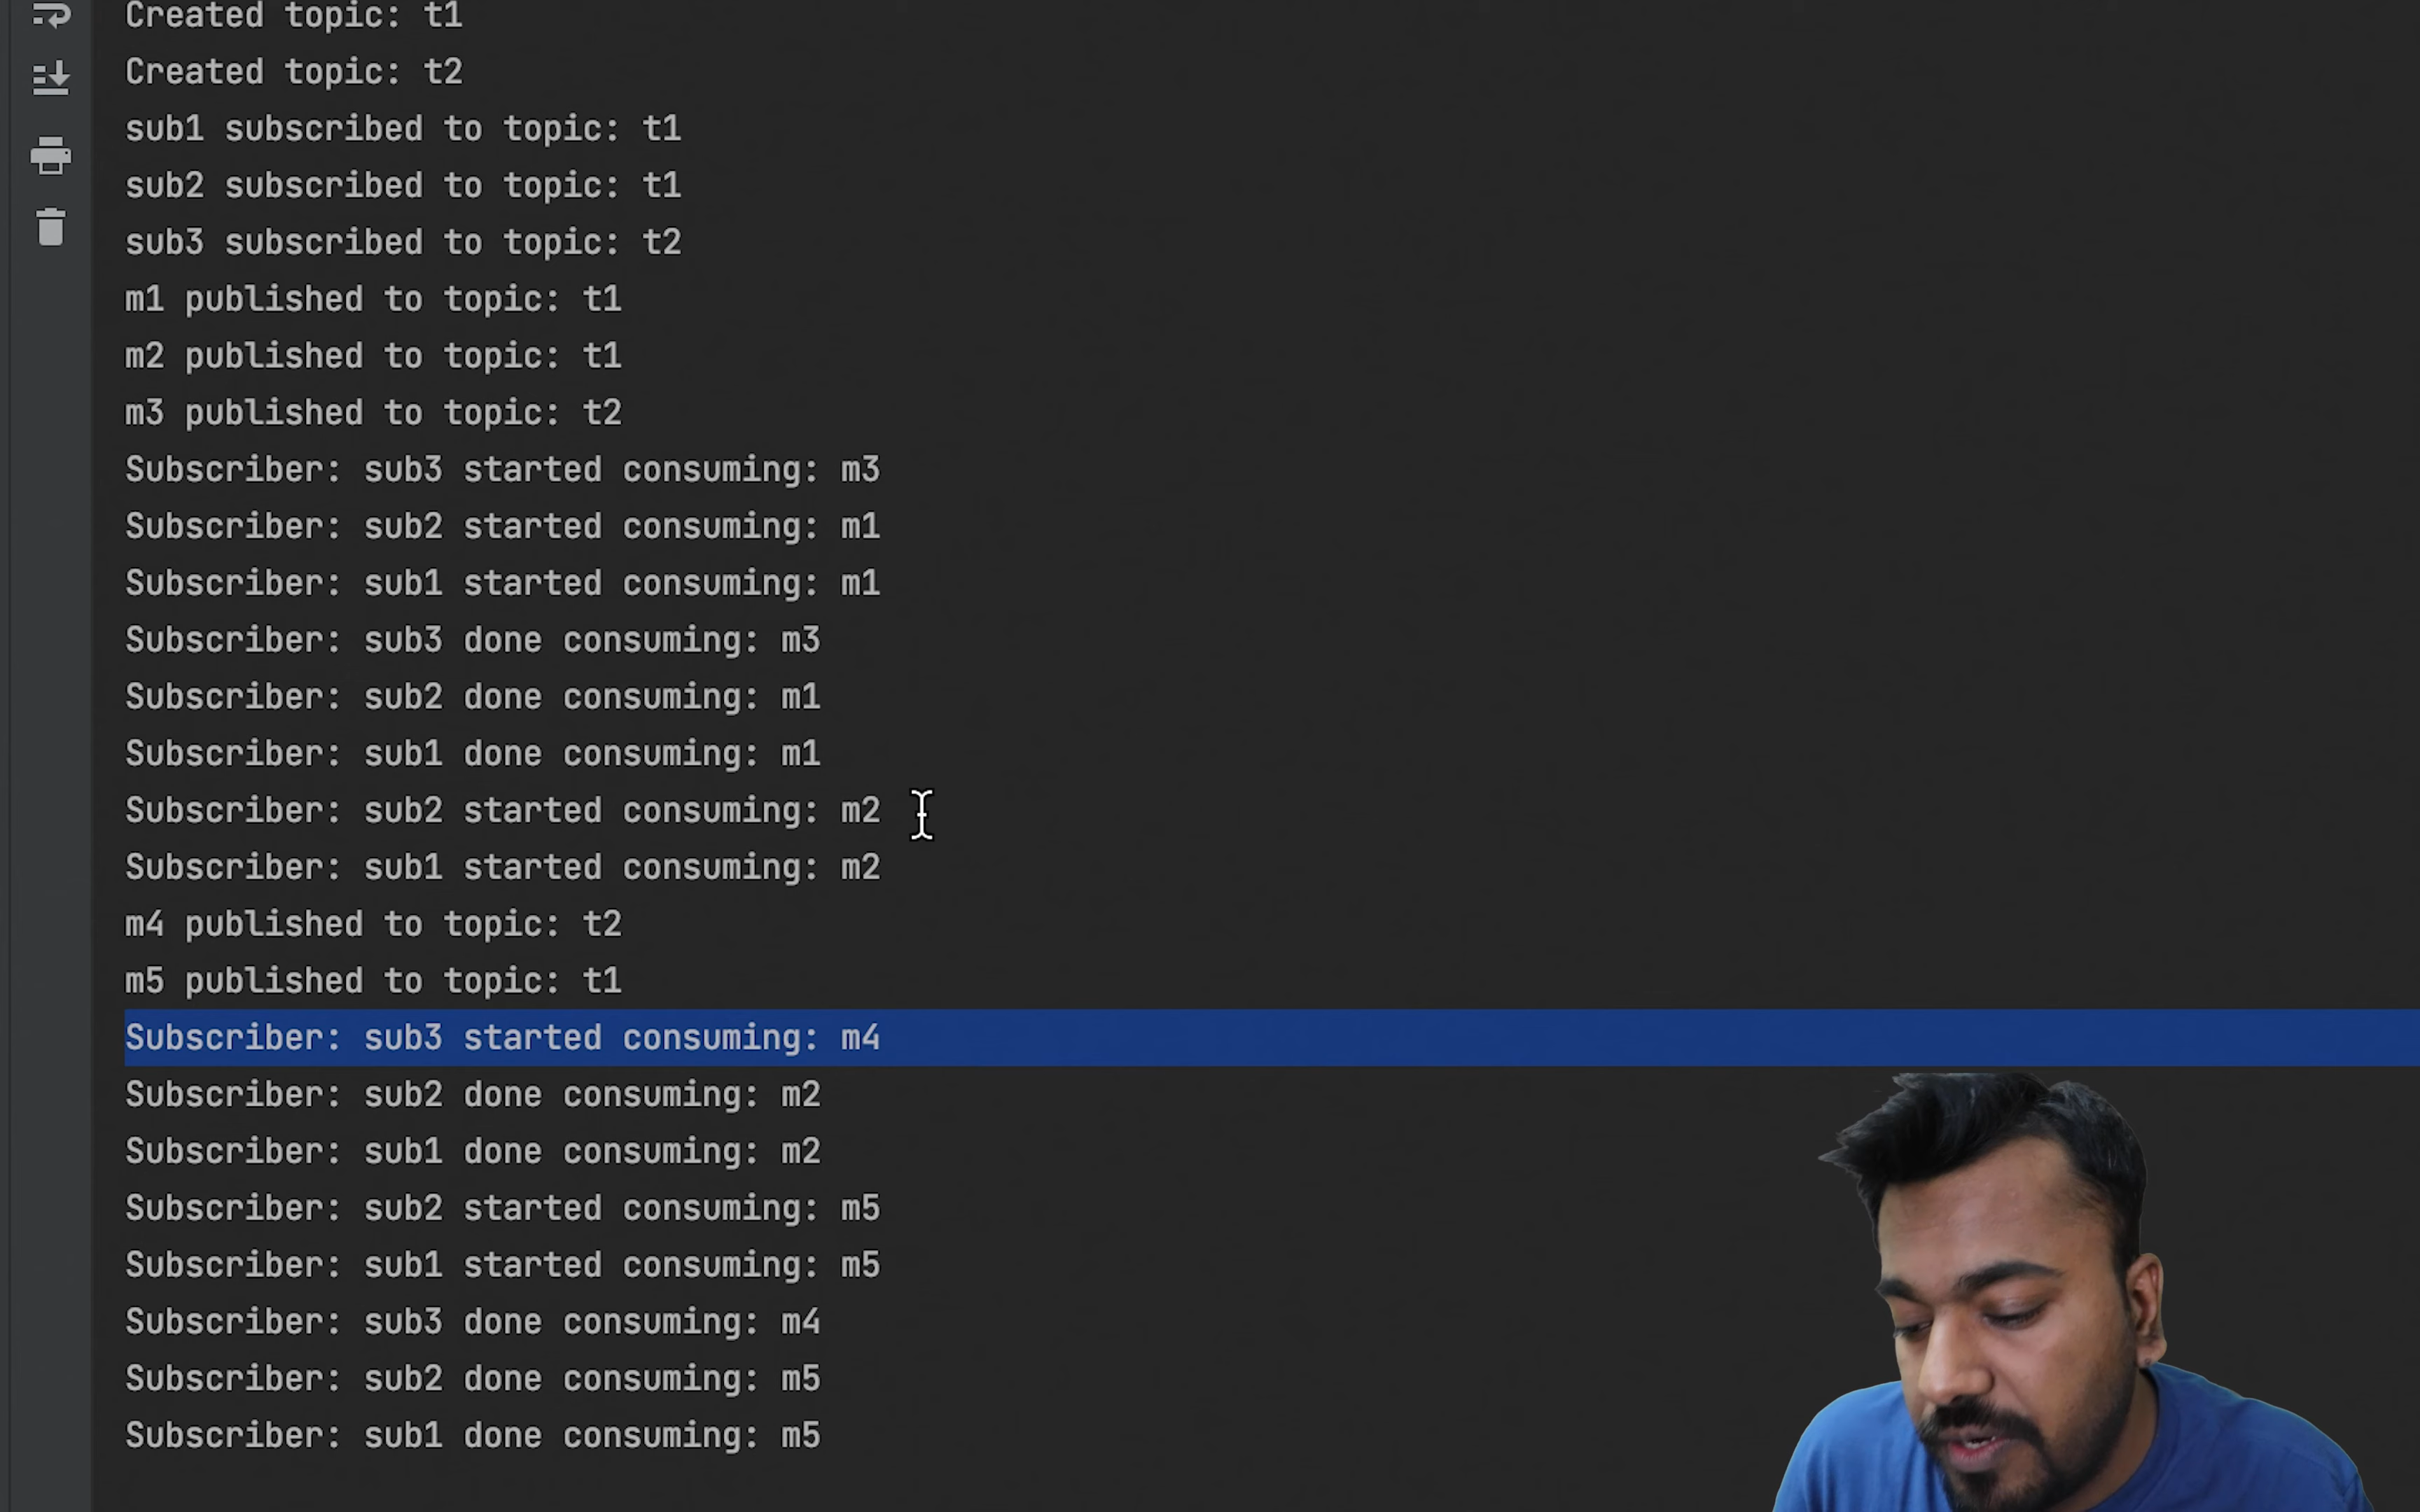 Created topic: t1
Created topic: t2
sub1 subscribed to topic: t1
sub2 subscribed to topic: t1
sub3 subscribed to topic: t2
m1 published to topic: t1
m2 published to topic: t1
m3 published to topic: t2
Subscriber: sub3 started consuming: m3
Subscriber: sub2 started consuming: m1
Subscriber: sub1 started consuming: m1
Subscriber: sub3 done consuming: m3
Subscriber: sub2 done consuming: m1
Subscriber: sub1 done consuming: m1
Subscriber: sub2 started consuming: m2
Subscriber: sub1 started consuming: m2
m4 published to topic: t2
m5 published to topic: t1
Subscriber: sub3 started consuming: m4
Subscriber: sub2 done consuming: m2
Subscriber: sub1 done consuming: m2
Subscriber: sub2 started consuming: m5
Subscriber: sub1 started consuming: m5
Subscriber: sub3 done consuming: m4
Subscriber: sub2 done consuming: m5
Subscriber: sub1 done consuming: m5